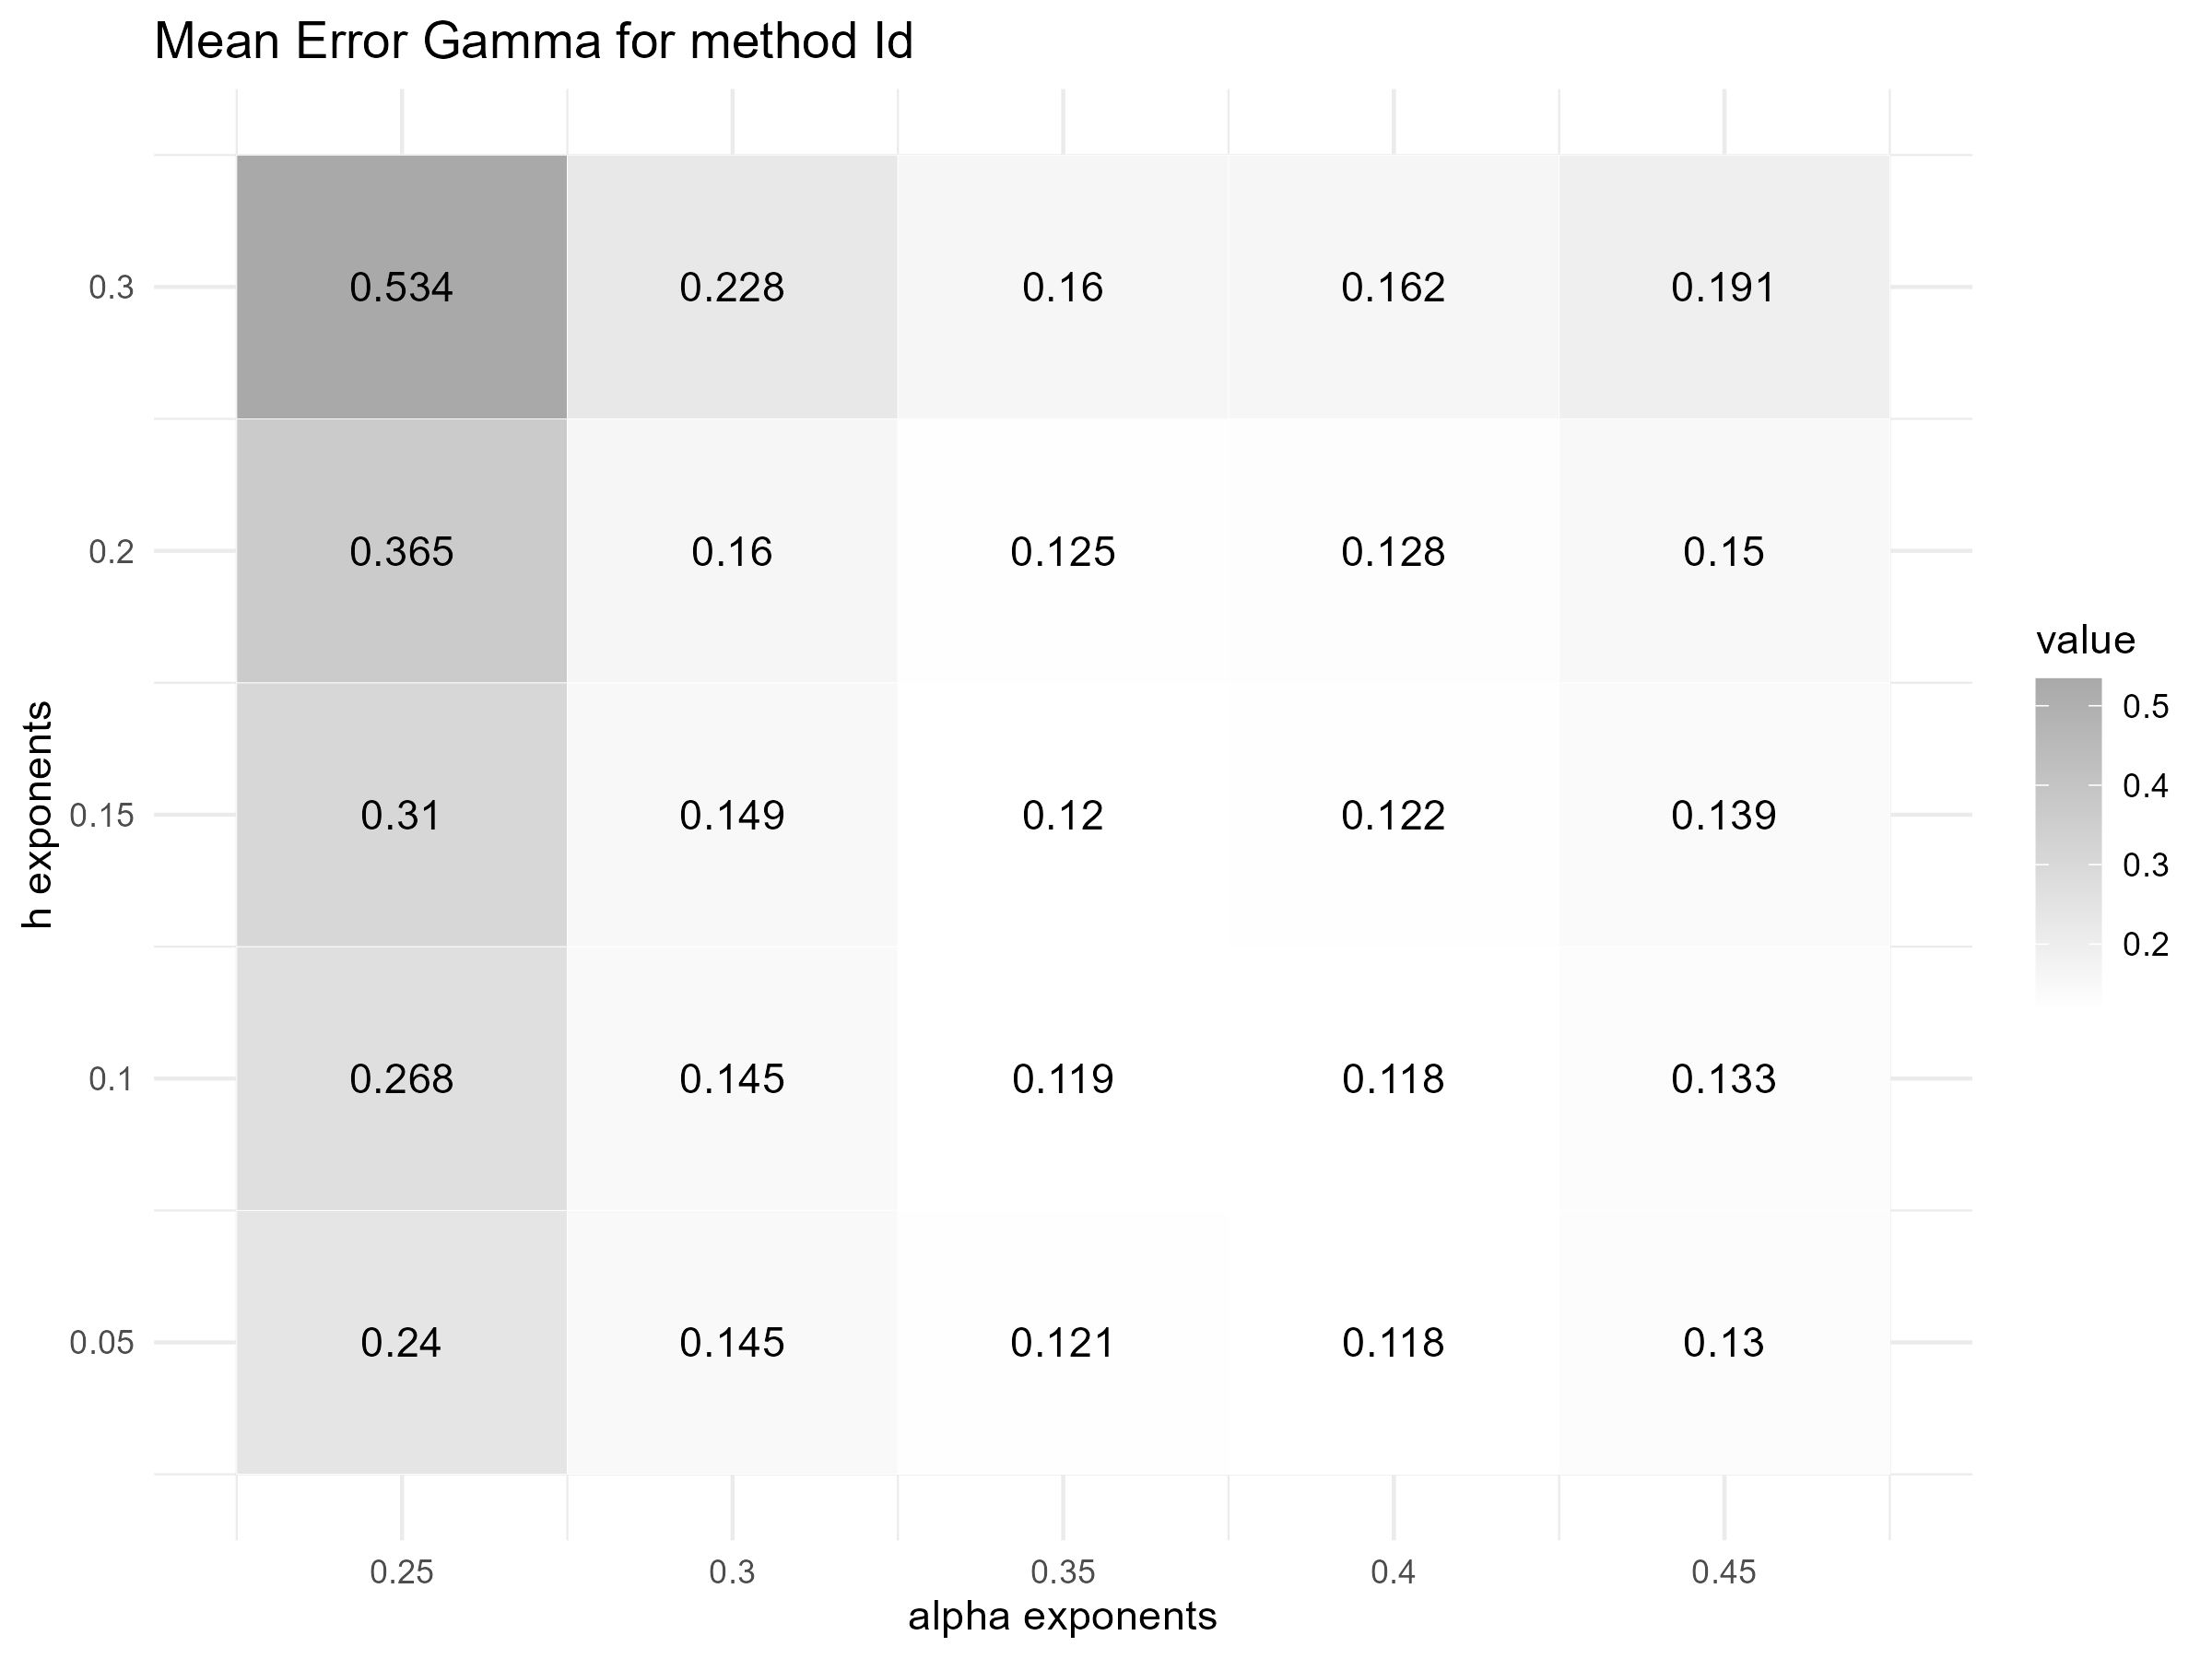 Mean Error Gamma for method Id
0.3 0.534 0.228 0.16 0.162 0.191
0.2 0.365 0.16 0.125 0.128 0.15
0.15 0.31 0.149 0.12 0.122 0.139
0.1 0.268 0.145 0.119 0.118 0.133
0.05 0.24 0.145 0.121 0.118 0.13
h exponents
0.25 0.3 0.35 0.4 0.45
alpha exponents
value
0.5
0.4
0.3
0.2